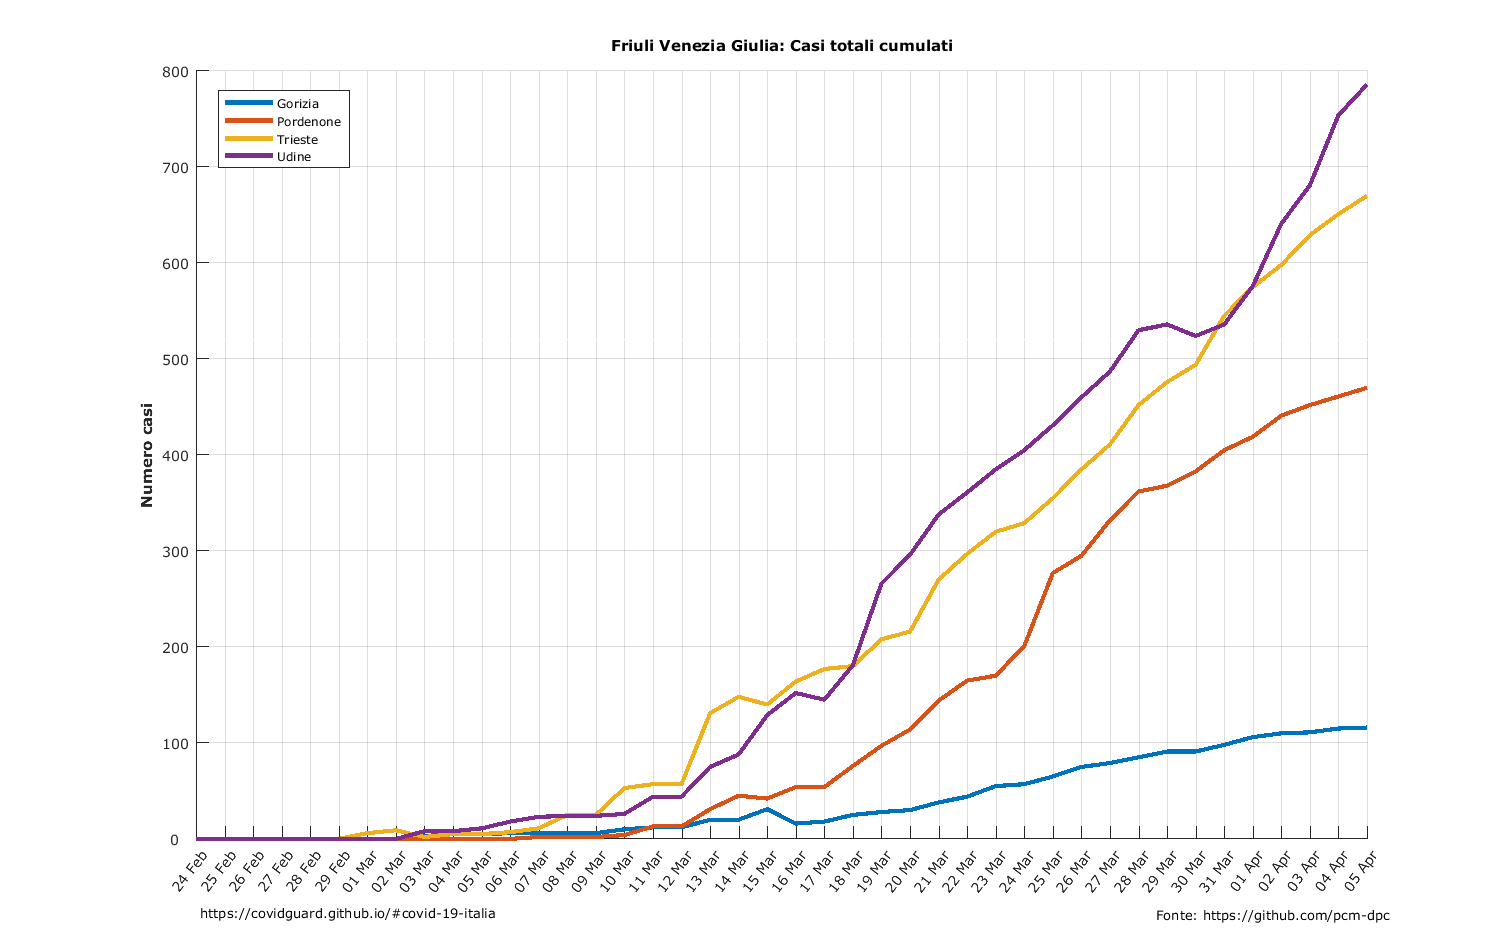 Friuli Venezia Giulia: Casi totali cumulati
800
700
600
500
400
300
200
100
0
Numero casi
Gorizia
Pordenone
Trieste
Udine
24 Feb
25 Feb
26 Feb
27 Feb
28 Feb
29 Feb
01 Mar
02 Mar
03 Mar
04 Mar
05 Mar
06 Mar
07 Mar
08 Mar
09 Mar
10 Mar
11 Mar
12 Mar
13 Mar
14 Mar
15 Mar
16 Mar
17 Mar
18 Mar
19 Mar
20 Mar
21 Mar
22 Mar
23 Mar
24 Mar
25 Mar
26 Mar
27 Mar
28 Mar
29 Mar
30 Mar
31 Mar
01 Apr
02 Apr
03 Apr
04 Apr
05 Apr
https://covidguard.github.io/#covid-19-italia
Fonte: https://github.com/pcm-dpc